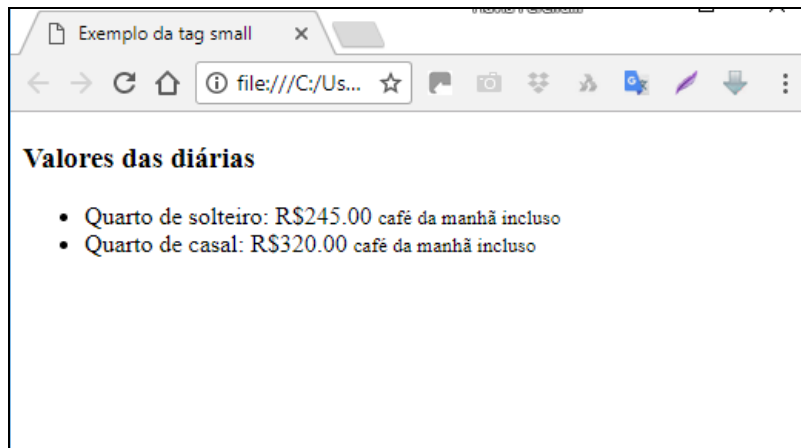 Exemplo da tag small
file:///C:/Us...
Valores das diárias
Quarto de solteiro: R$245.00 café da manhã incluso
Quarto de casal: R$320.00 café da manhã incluso